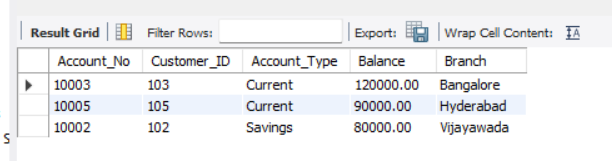 Result Grid Filter Rows: Export: Wrap Cell Content: IA
Account_No Customer_ID Account_Type Balance Branch
10003 103 Current 120000.00 Bangalore
10005 105 Current 90000.00 Hyderabad
10002 102 Savings 80000.00 Vijayawada
S